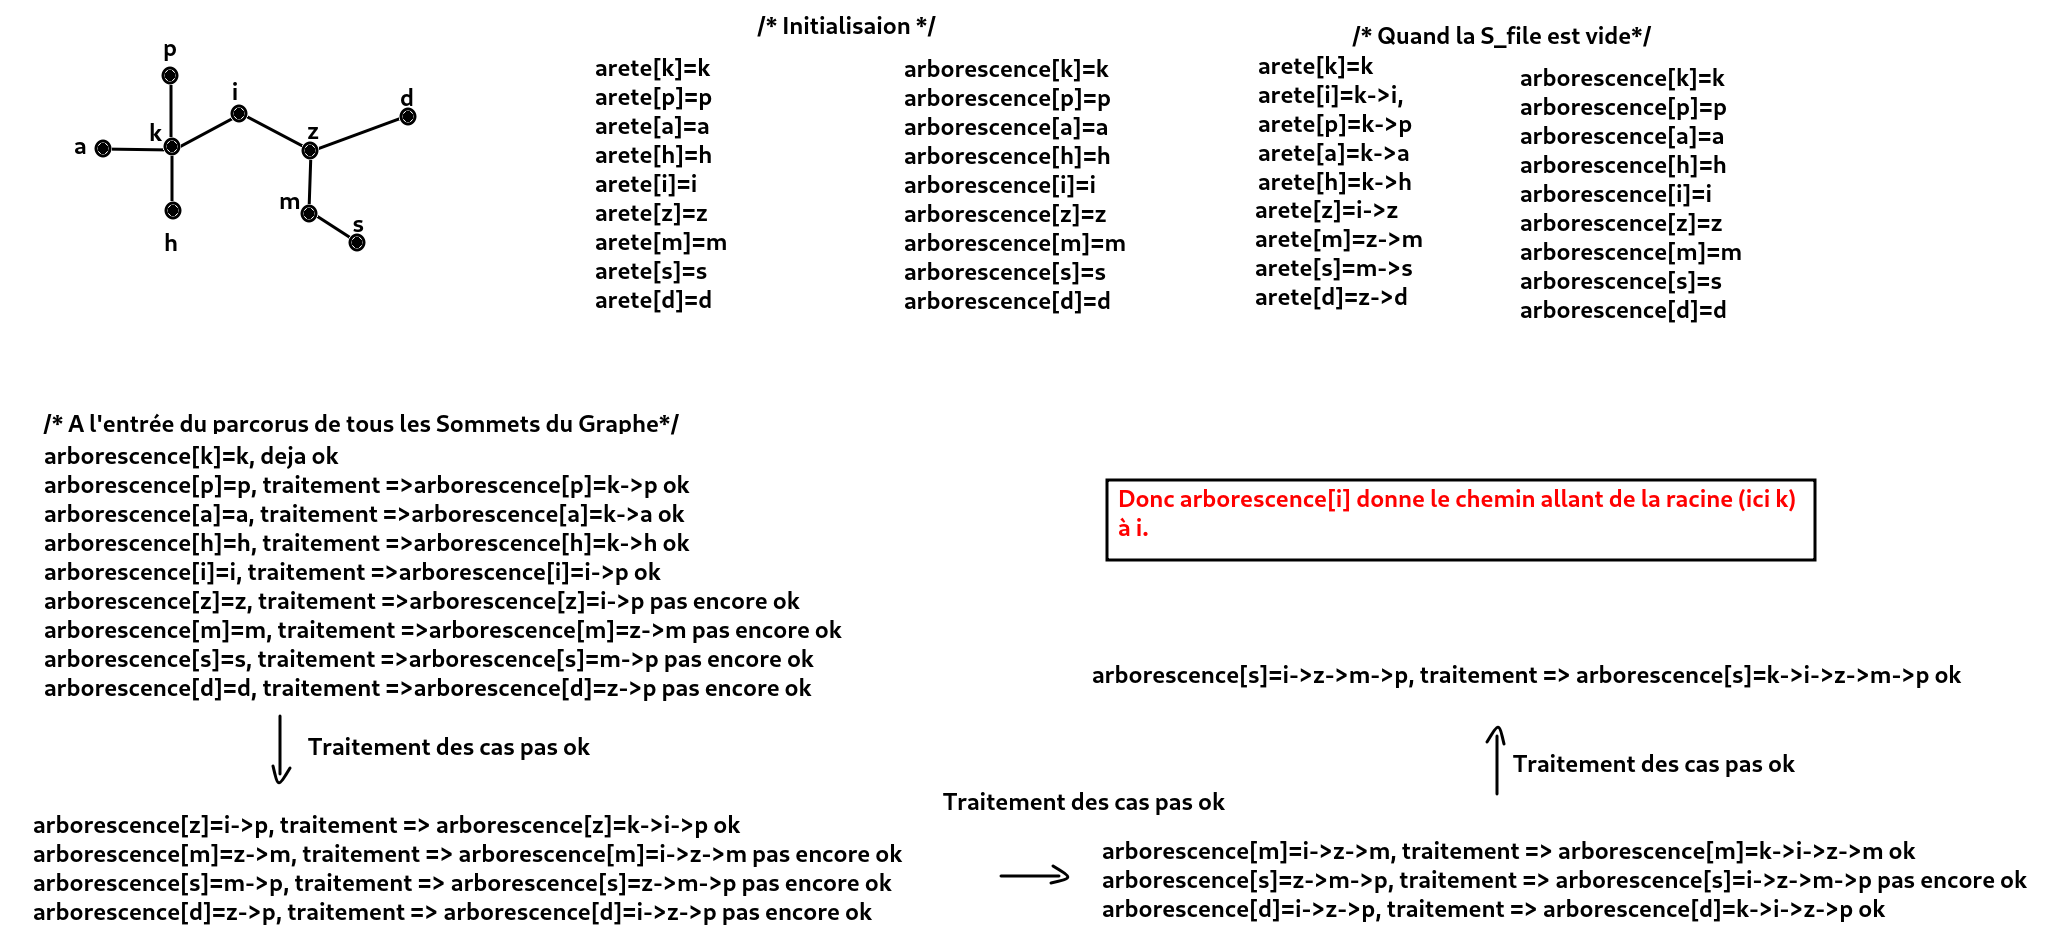 p
i
d
k
z
a
m
s
h
/* Initialisaion */
arete[k]=k
arete[p]=p
arete[a]=a
arete[h]=h
arete[i]=i
arete[z]=z
arete[m]=m
arete[s]=s
arete[d]=d
arborescence[k]=k
arborescence[p]=p
arborescence[a]=a
arborescence[h]=h
arborescence[i]=i
arborescence[z]=z
arborescence[m]=m
arborescence[s]=s
arborescence[d]=d
/* Quand la S_file est vide*/
arete[k]=k
arete[i]=k->i,
arete[p]=k->p
arete[a]=k->a
arete[h]=k->h
arete[z]=i->z
arete[m]=z->m
arete[s]=m->s
arete[d]=z->d
arborescence[k]=k
arborescence[p]=p
arborescence[a]=a
arborescence[h]=h
arborescence[i]=i
arborescence[z]=z
arborescence[m]=m
arborescence[s]=s
arborescence[d]=d
/* A l'entrée du parcorus de tous les Sommets du Graphe*/
arborescence[k]=k, deja ok
arborescence[p]=p, traitement =>arborescence[p]=k->p ok
arborescence[a]=a, traitement =>arborescence[a]=k->a ok
arborescence[h]=h, traitement =>arborescence[h]=k->h ok
arborescence[i]=i, traitement =>arborescence[i]=i->p ok
arborescence[z]=z, traitement =>arborescence[z]=i->p pas encore ok
arborescence[m]=m, traitement =>arborescence[m]=z->m pas encore ok
arborescence[s]=s, traitement =>arborescence[s]=m->p pas encore ok
arborescence[d]=d, traitement =>arborescence[d]=z->p pas encore ok
Traitement des cas pas ok
arborescence[z]=i->p, traitement => arborescence[z]=k->i->p ok
arborescence[m]=z->m, traitement => arborescence[m]=i->z->m pas encore ok
arborescence[s]=m->p, traitement => arborescence[s]=z->m->p pas encore ok
arborescence[d]=z->p, traitement => arborescence[d]=i->z->p pas encore ok
Traitement des cas pas ok
arborescence[m]=i->z->m, traitement => arborescence[m]=k->i->z->m ok
arborescence[s]=z->m->p, traitement => arborescence[s]=i->z->m->p pas encore ok
arborescence[d]=i->z->p, traitement => arborescence[d]=k->i->z->p ok
Traitement des cas pas ok
arborescence[s]=i->z->m->p, traitement => arborescence[s]=k->i->z->m->p ok
Donc arborescence[i] donne le chemin allant de la racine (ici k)
à i.